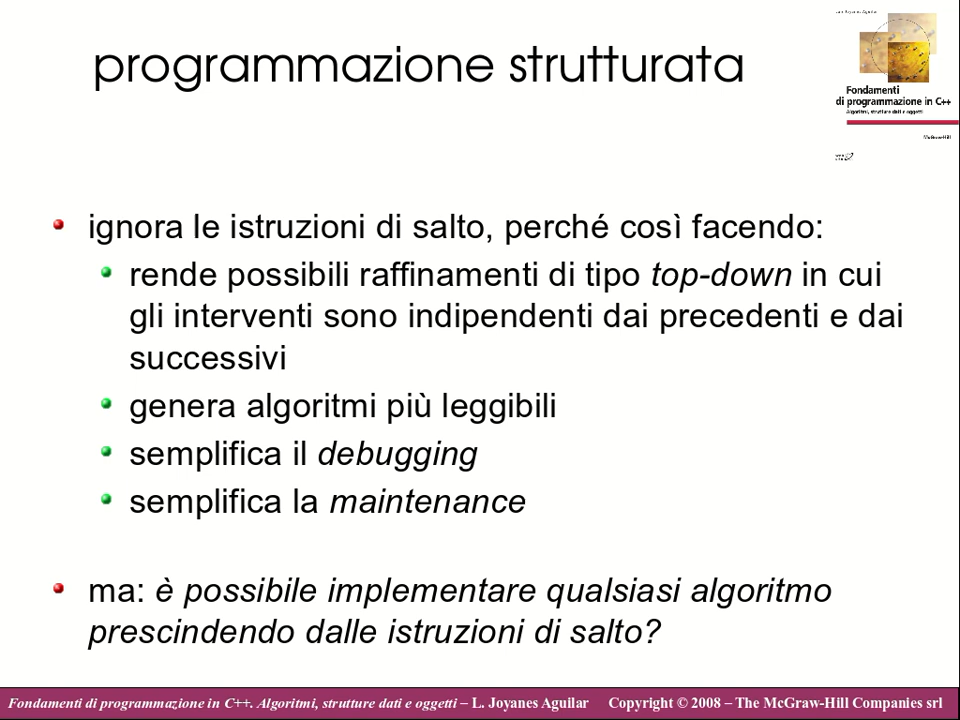 programmazione strutturata
Fondamenti
di programmazione in C++
Algoritmi, strutture dati e oggetti
McGraw-Hill
ignora le istruzioni di salto, perché così facendo:
rende possibili raffinamenti di tipo top-down in cui
gli interventi sono indipendenti dai precedenti e dai
successivi
genera algoritmi più leggibili
semplifica il debugging
semplifica la maintenance
ma: è possibile implementare qualsiasi algoritmo
prescindendo dalle istruzioni di salto?
Fondamenti di programmazione in C++. Algoritmi, strutture dati e oggetti – L. Joyanes Aguilar Copyright © 2008 – The McGraw-Hill Companies srl